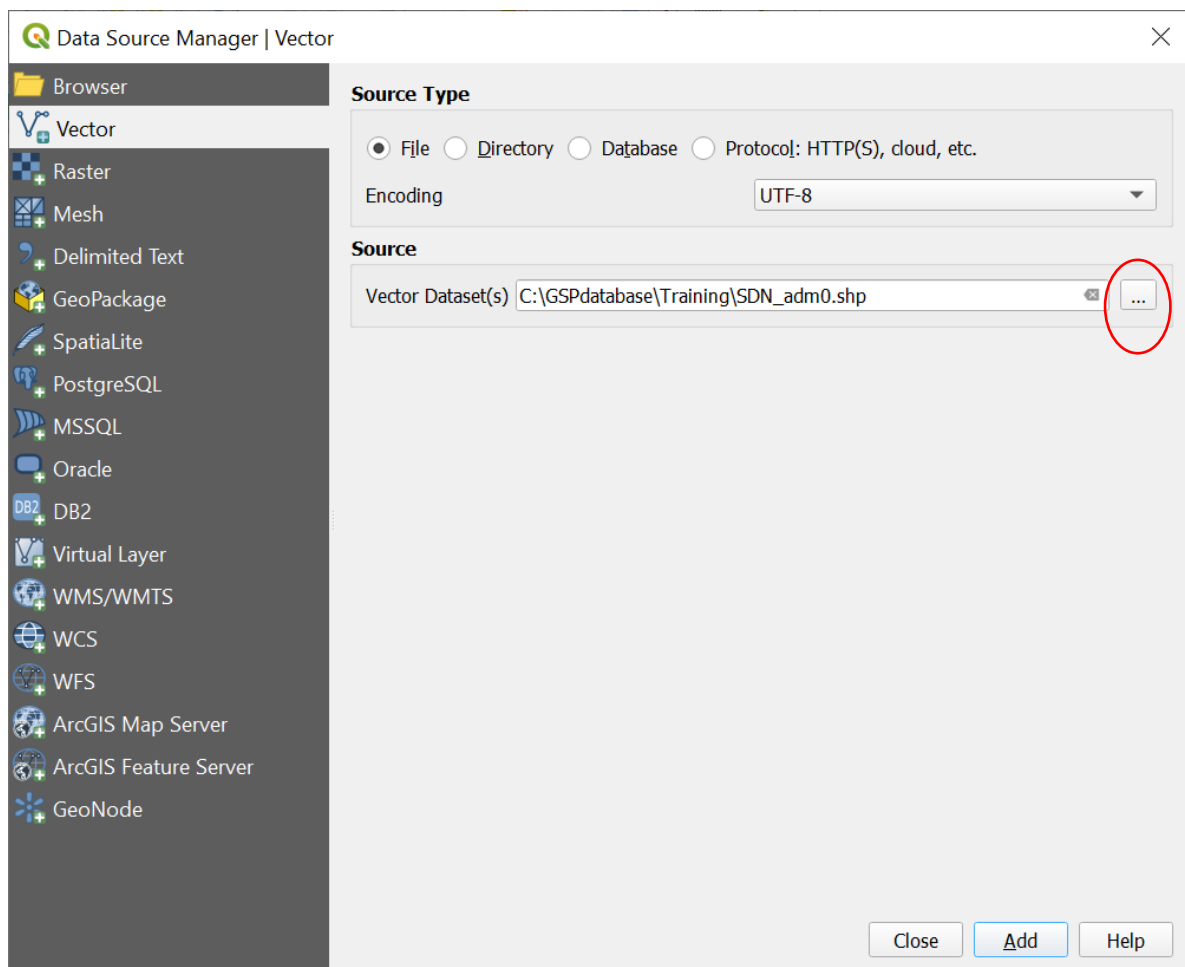 Data Source Manager | Vector
Browser
Vector
Raster
Mesh
Delimited Text
GeoPackage
SpatiaLite
PostgreSQL
MSSQL
Oracle
DB2
DB2
Virtual Layer
WMS/WMTS
WCS
WFS
ArcGIS Map Server
ArcGIS Feature Server
GeoNode
Source Type
File Directory Database Protocol: HTTP(S), cloud, etc.
Encoding UTF-8
Source
Vector Dataset(s) C:\GSPdatabase\Training\SDN_adm0.shp ...
Close Add Help